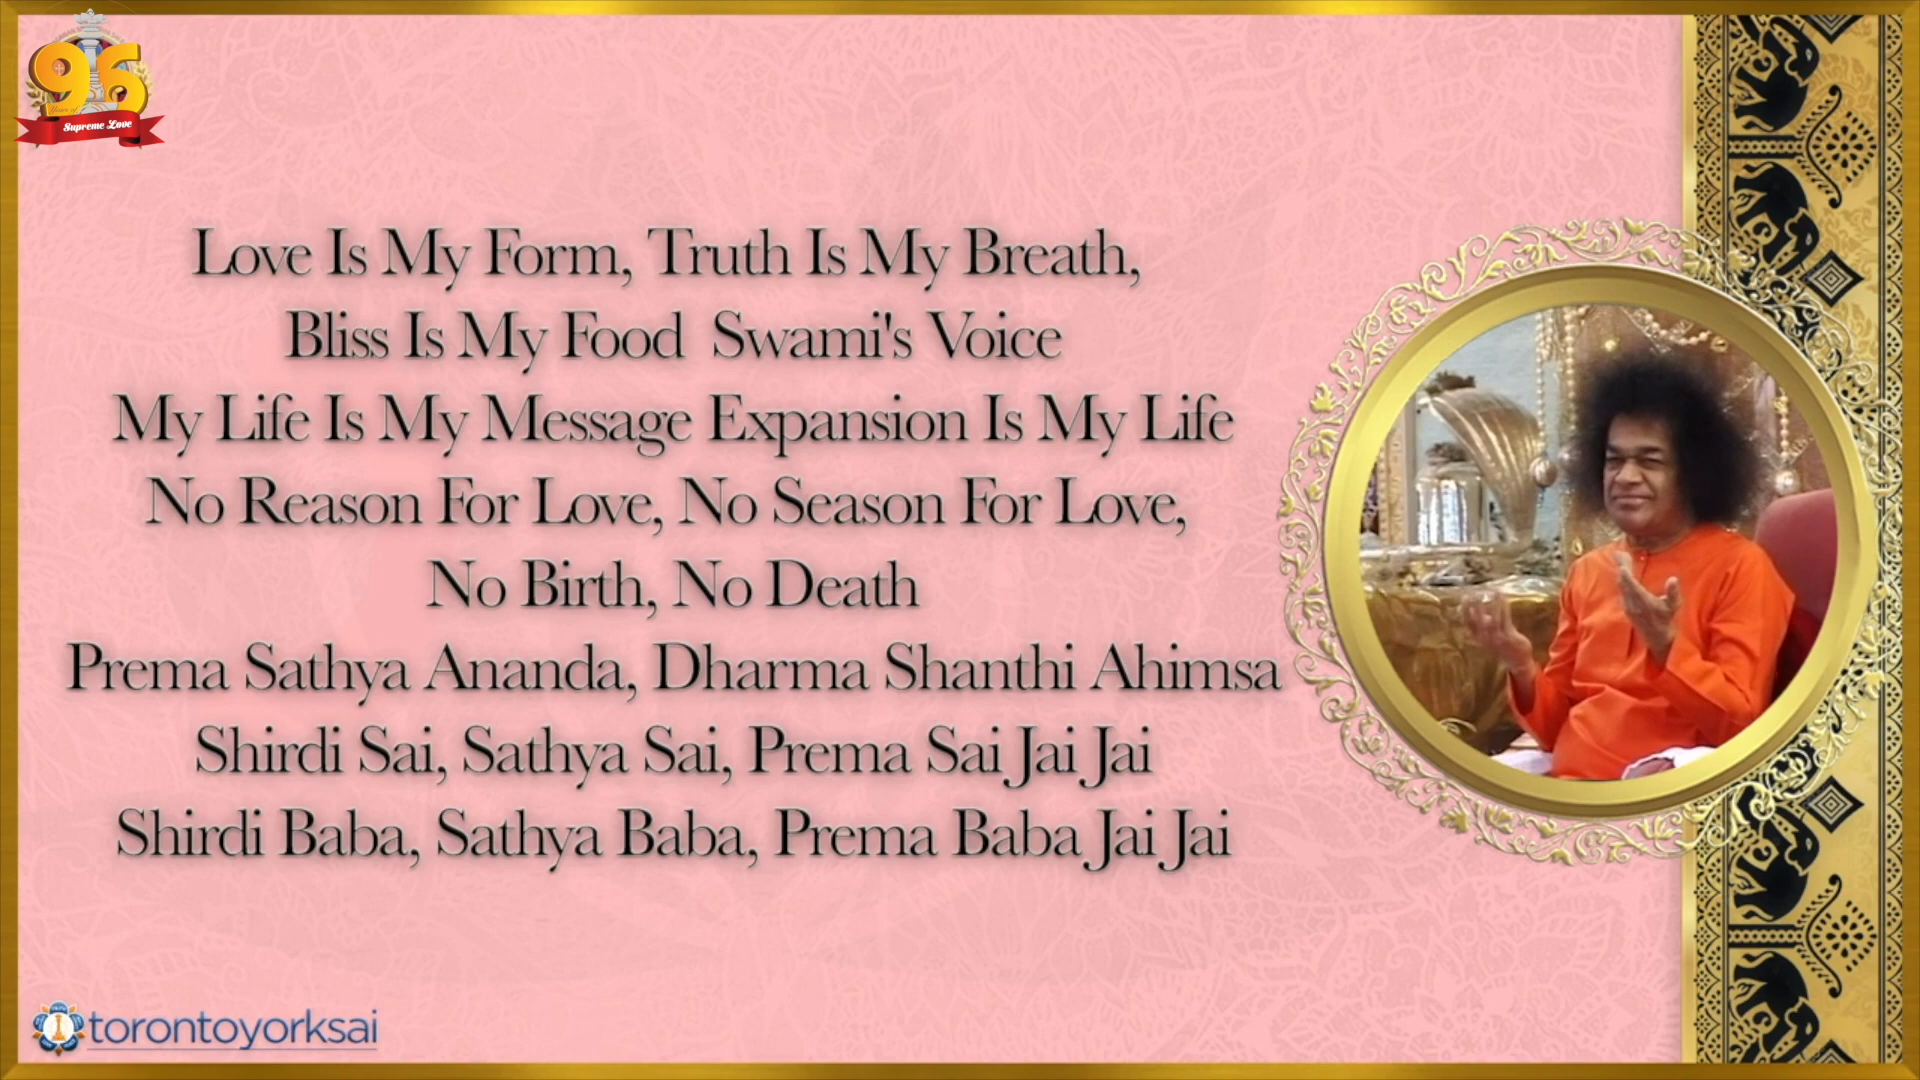 96
Years of
Supreme Love
Love Is My Form, Truth Is My Breath,
Bliss Is My Food  Swami's Voice
My Life Is My Message Expansion Is My Life
No Reason For Love, No Season For Love,
No Birth, No Death
Prema Sathya Ananda, Dharma Shanthi Ahimsa
Shirdi Sai, Sathya Sai, Prema Sai Jai Jai
Shirdi Baba, Sathya Baba, Prema Baba Jai Jai
torontoyorksai